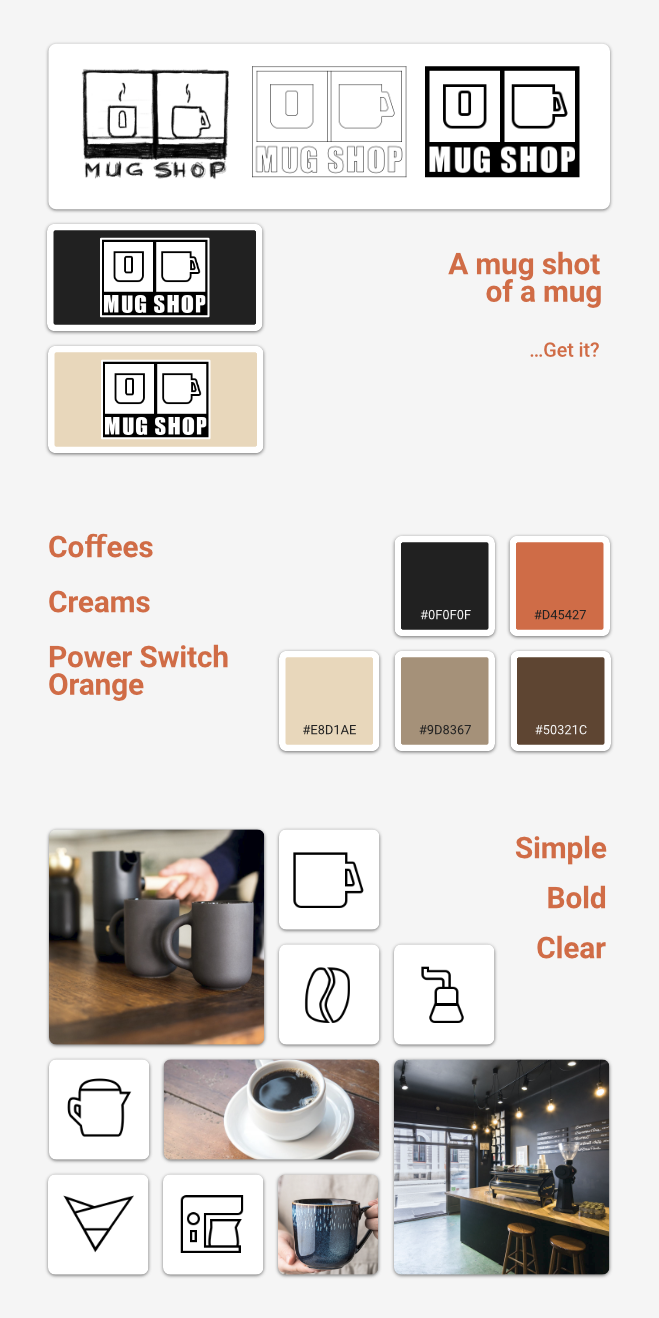 MUG SHOP
MUG SHOP
MUG SHOP
MUG SHOP
A mug shot
of a mug
...Get it?
MUG SHOP
Coffees
Creams
Power Switch
Orange
#0F0F0F
#D45427
#E8D1AE
#9D8367
#50321C
Simple
Bold
Clear